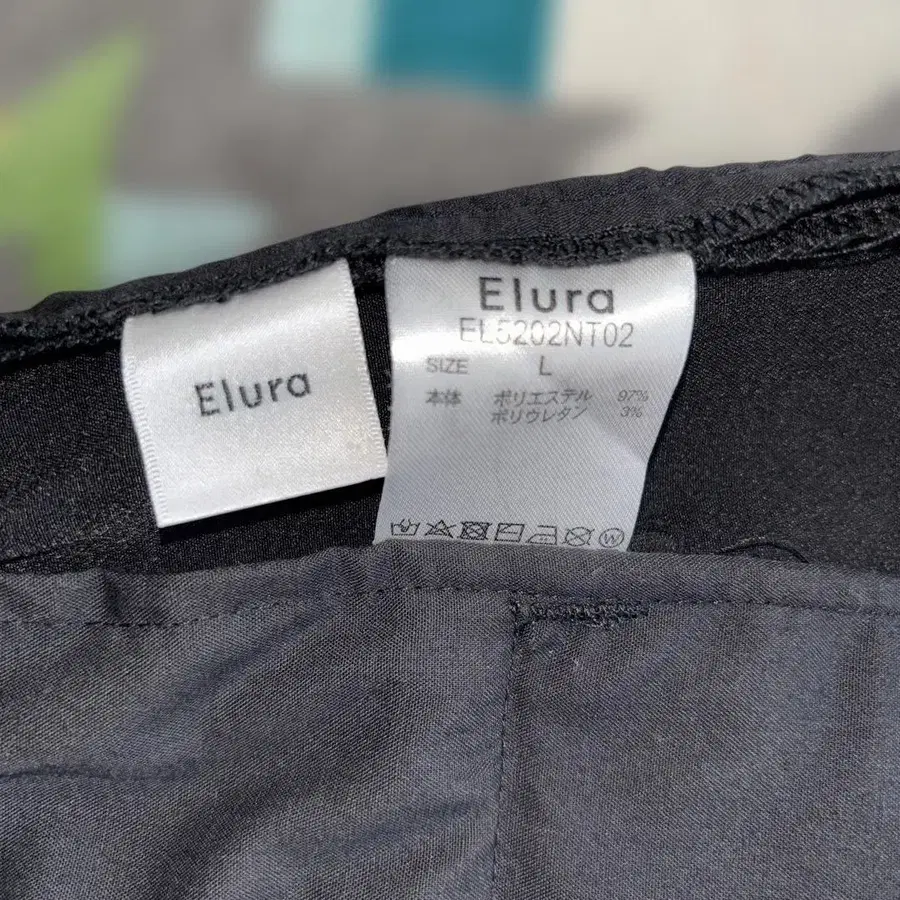 Elura
Elura
EL5202NT02
SIZE L
本体 ポリエステル 97%
ポリウレタン 3%
W